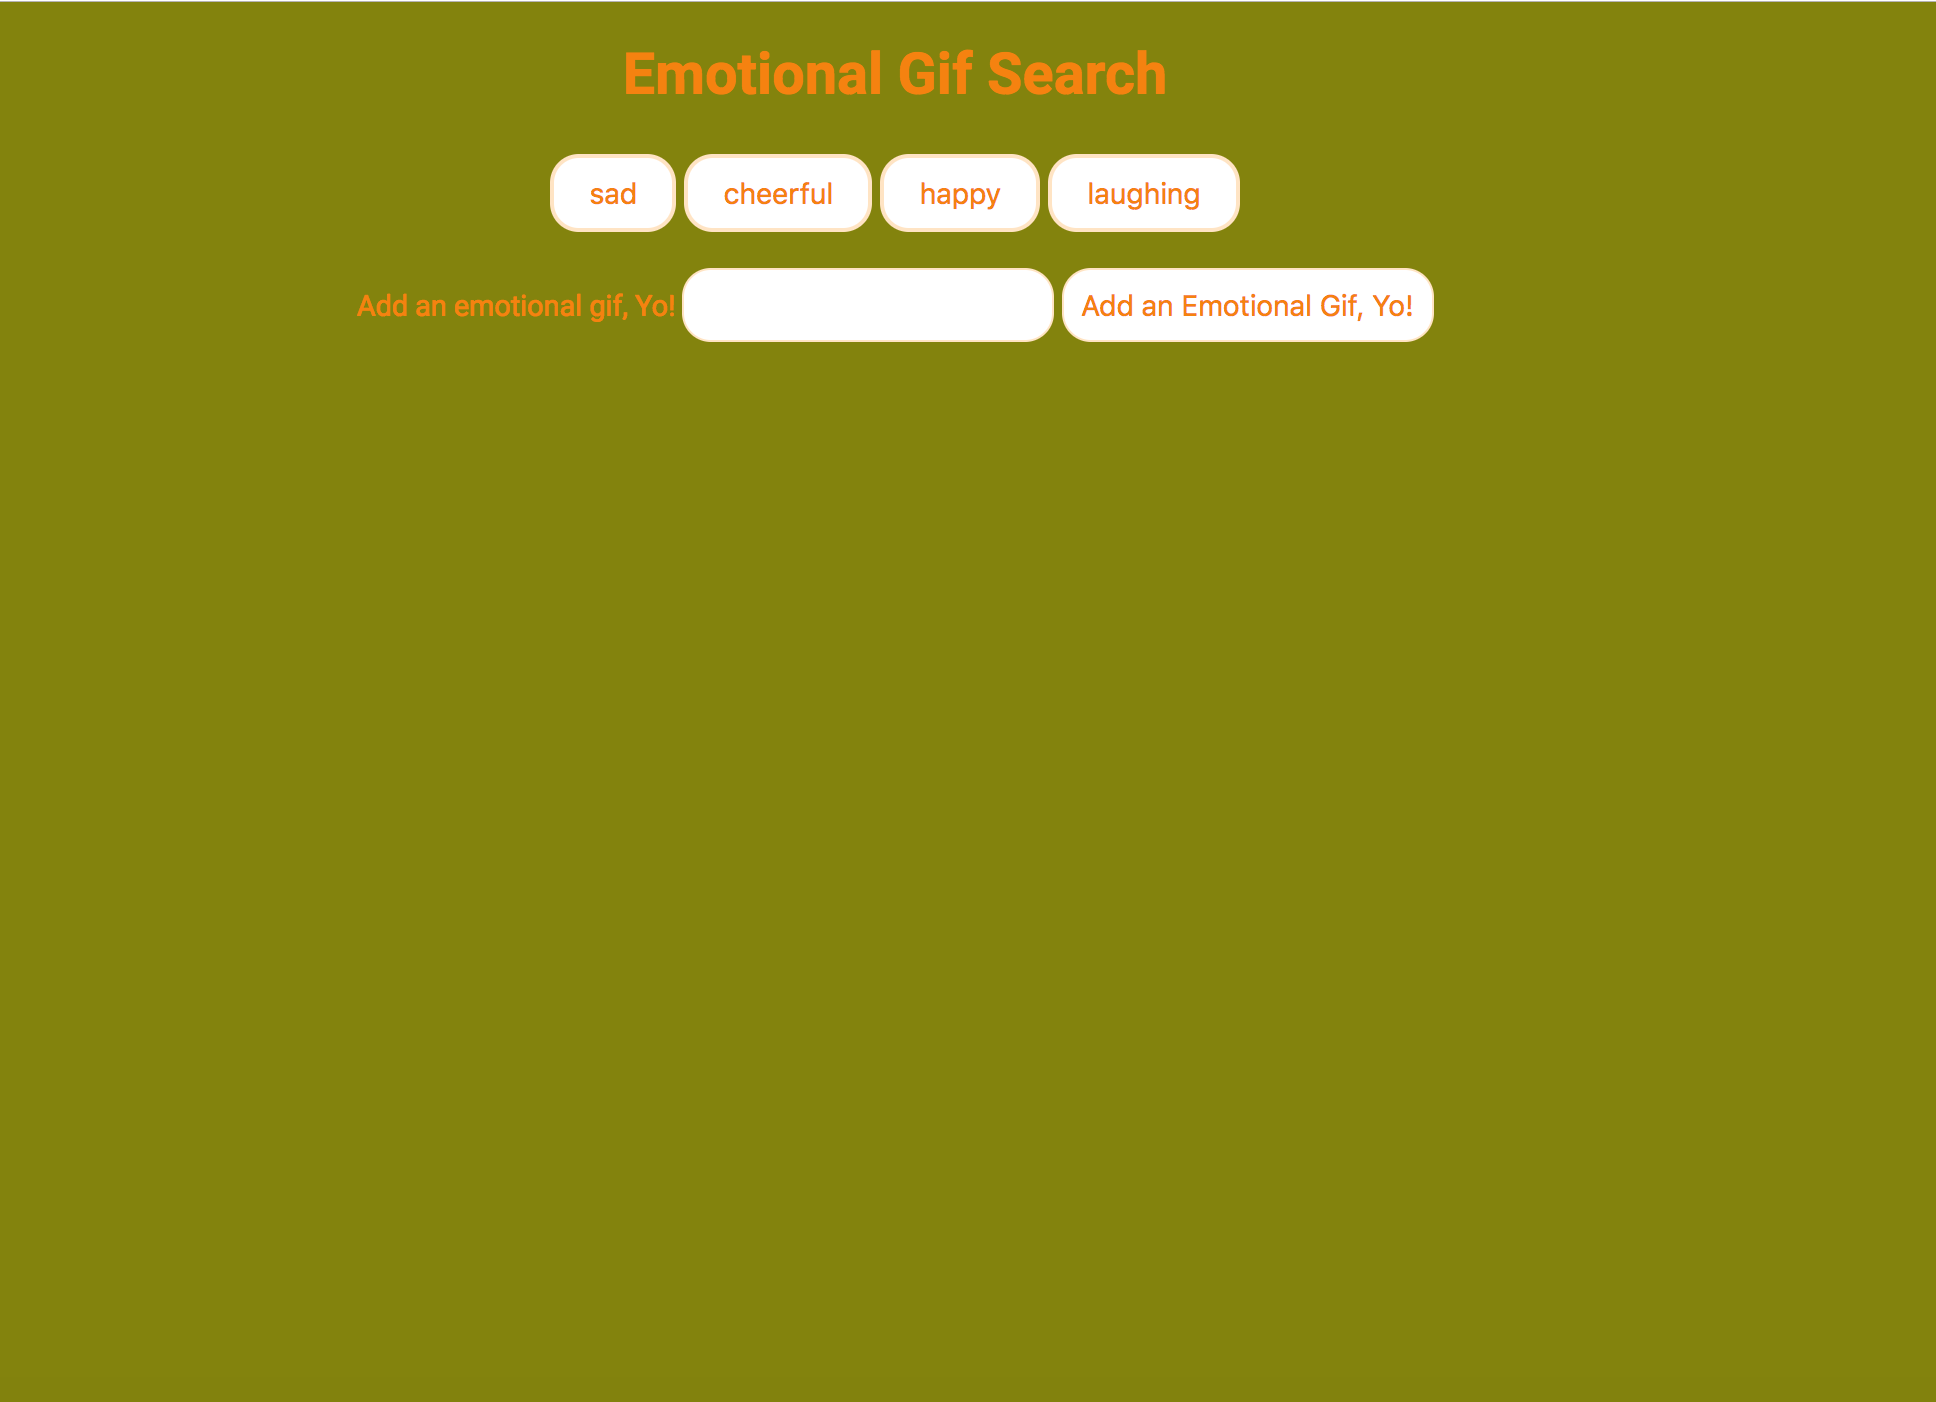 Emotional Gif Search
sad cheerful happy laughing
Add an emotional gif, Yo! Add an Emotional Gif, Yo!